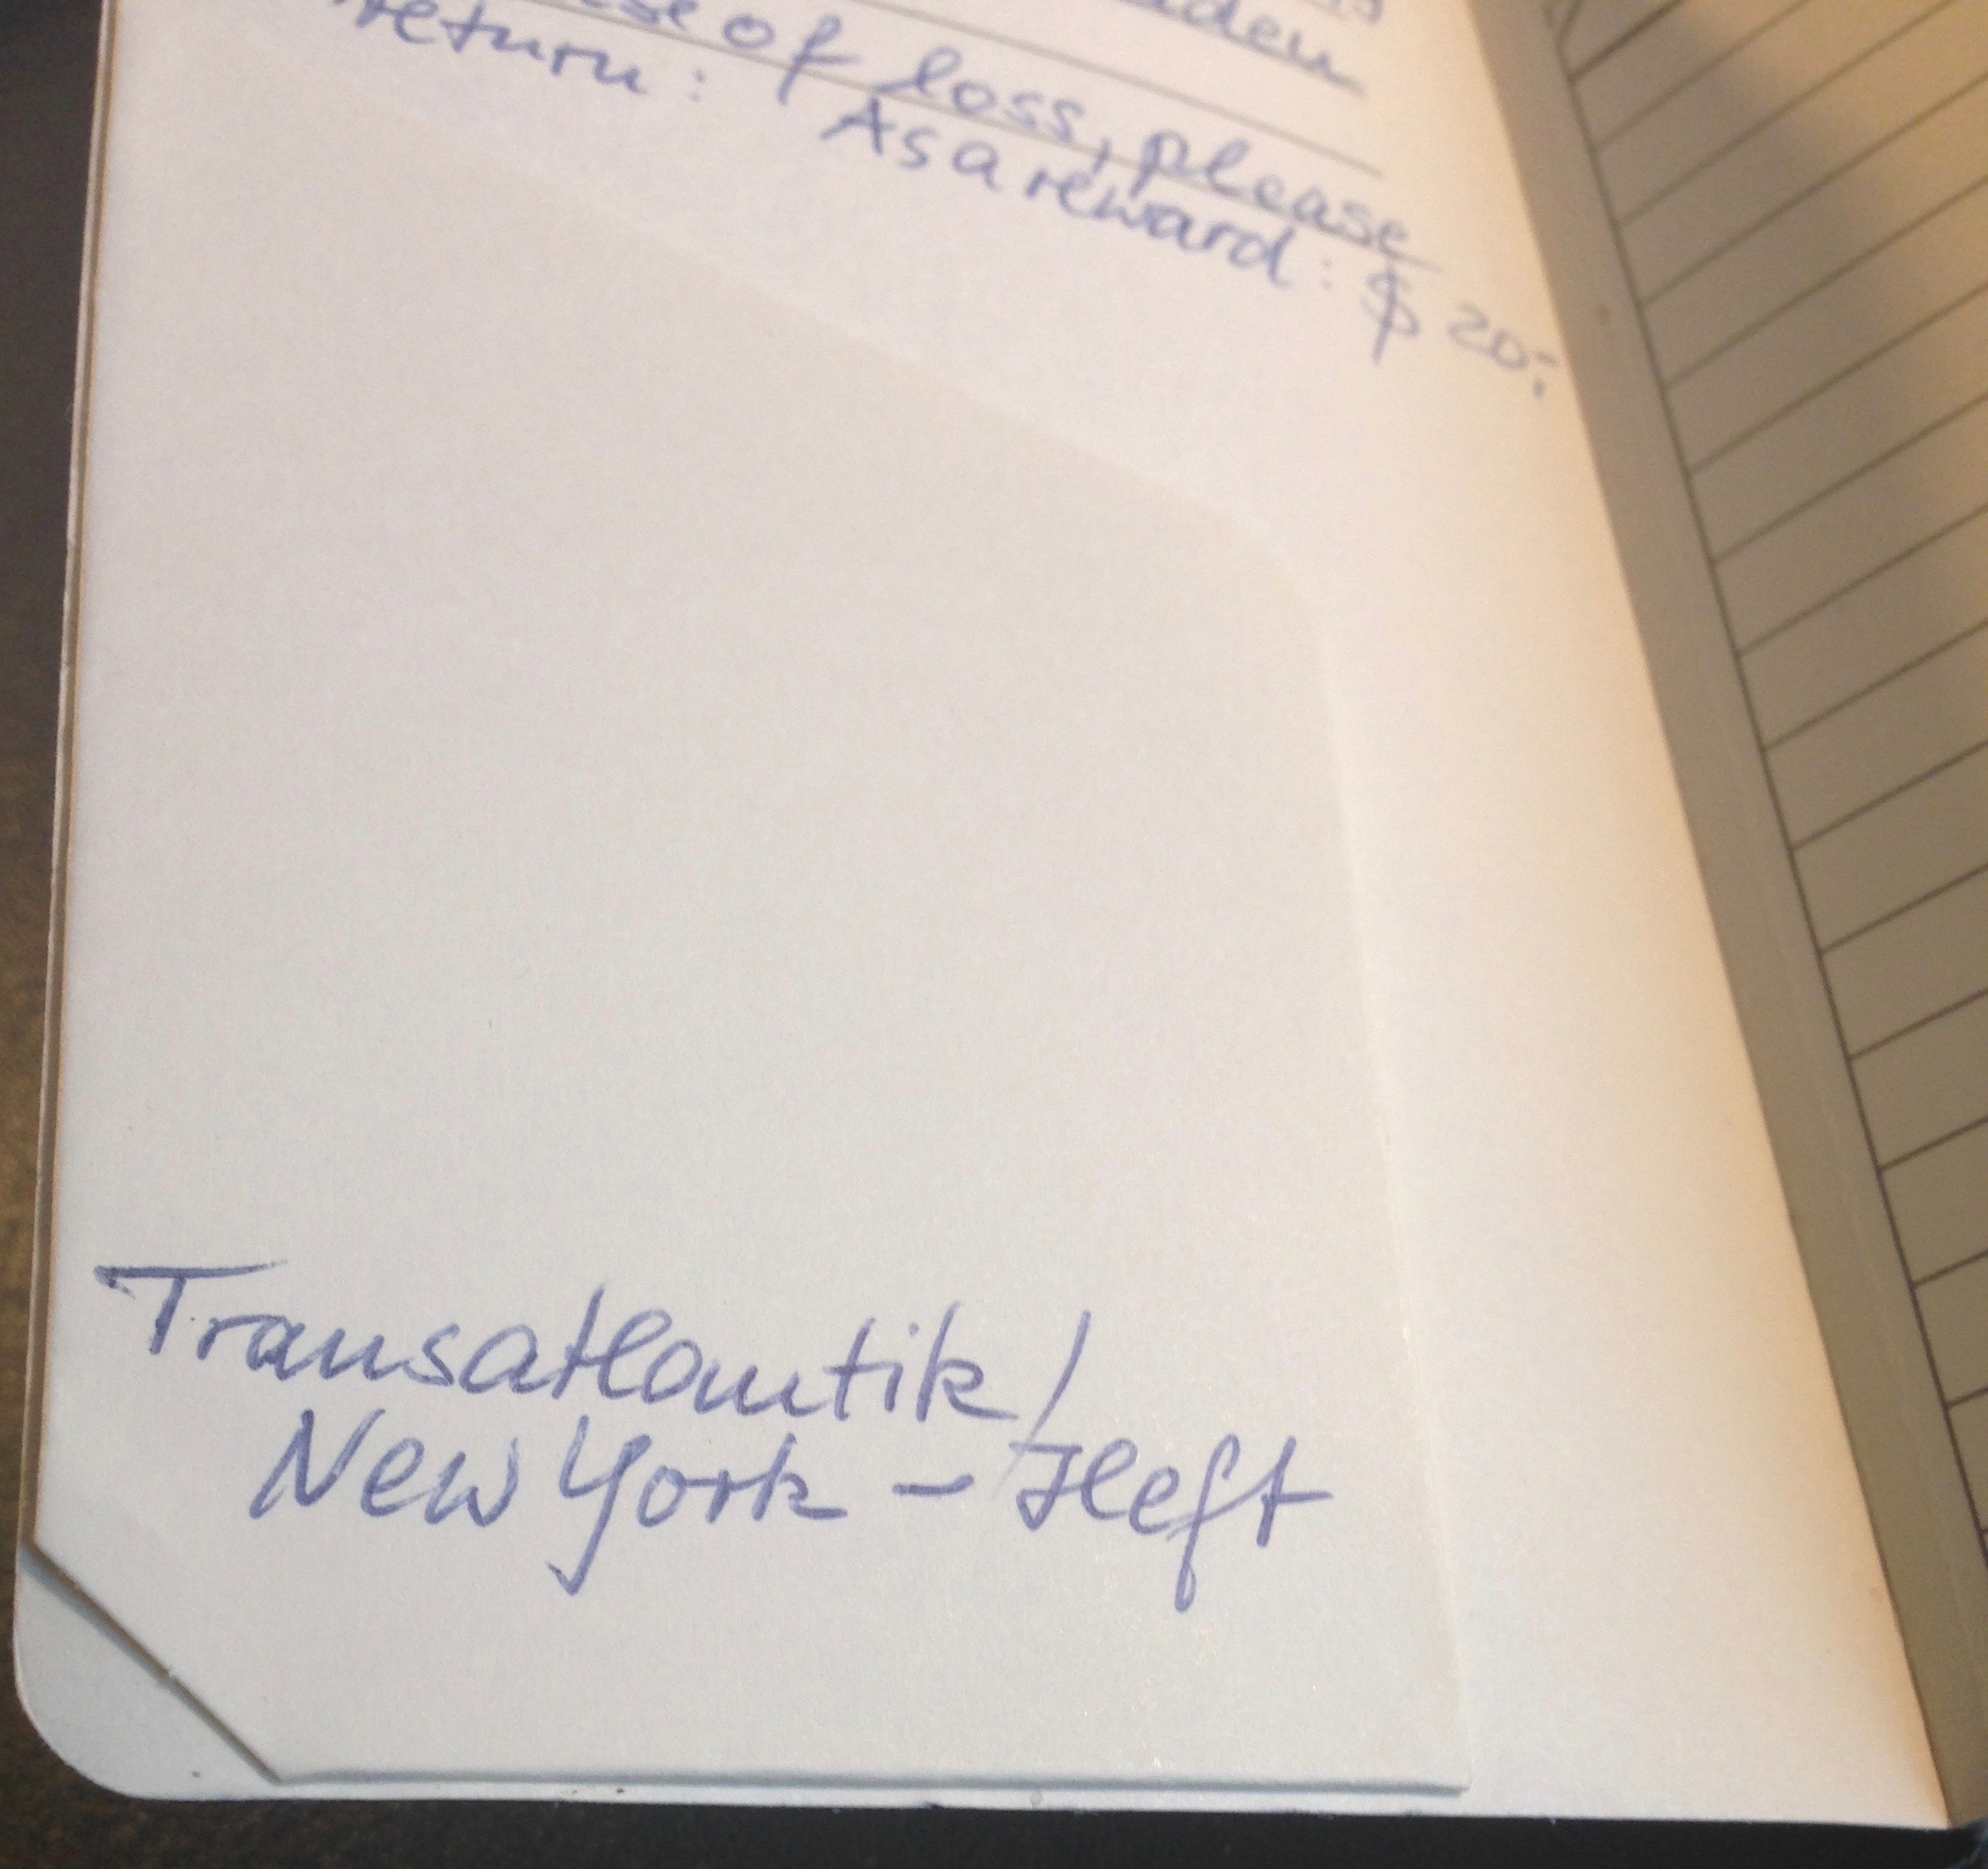 of loss, please
return:
As a reward: $ 20:
Transatlantik/
New York - Heft